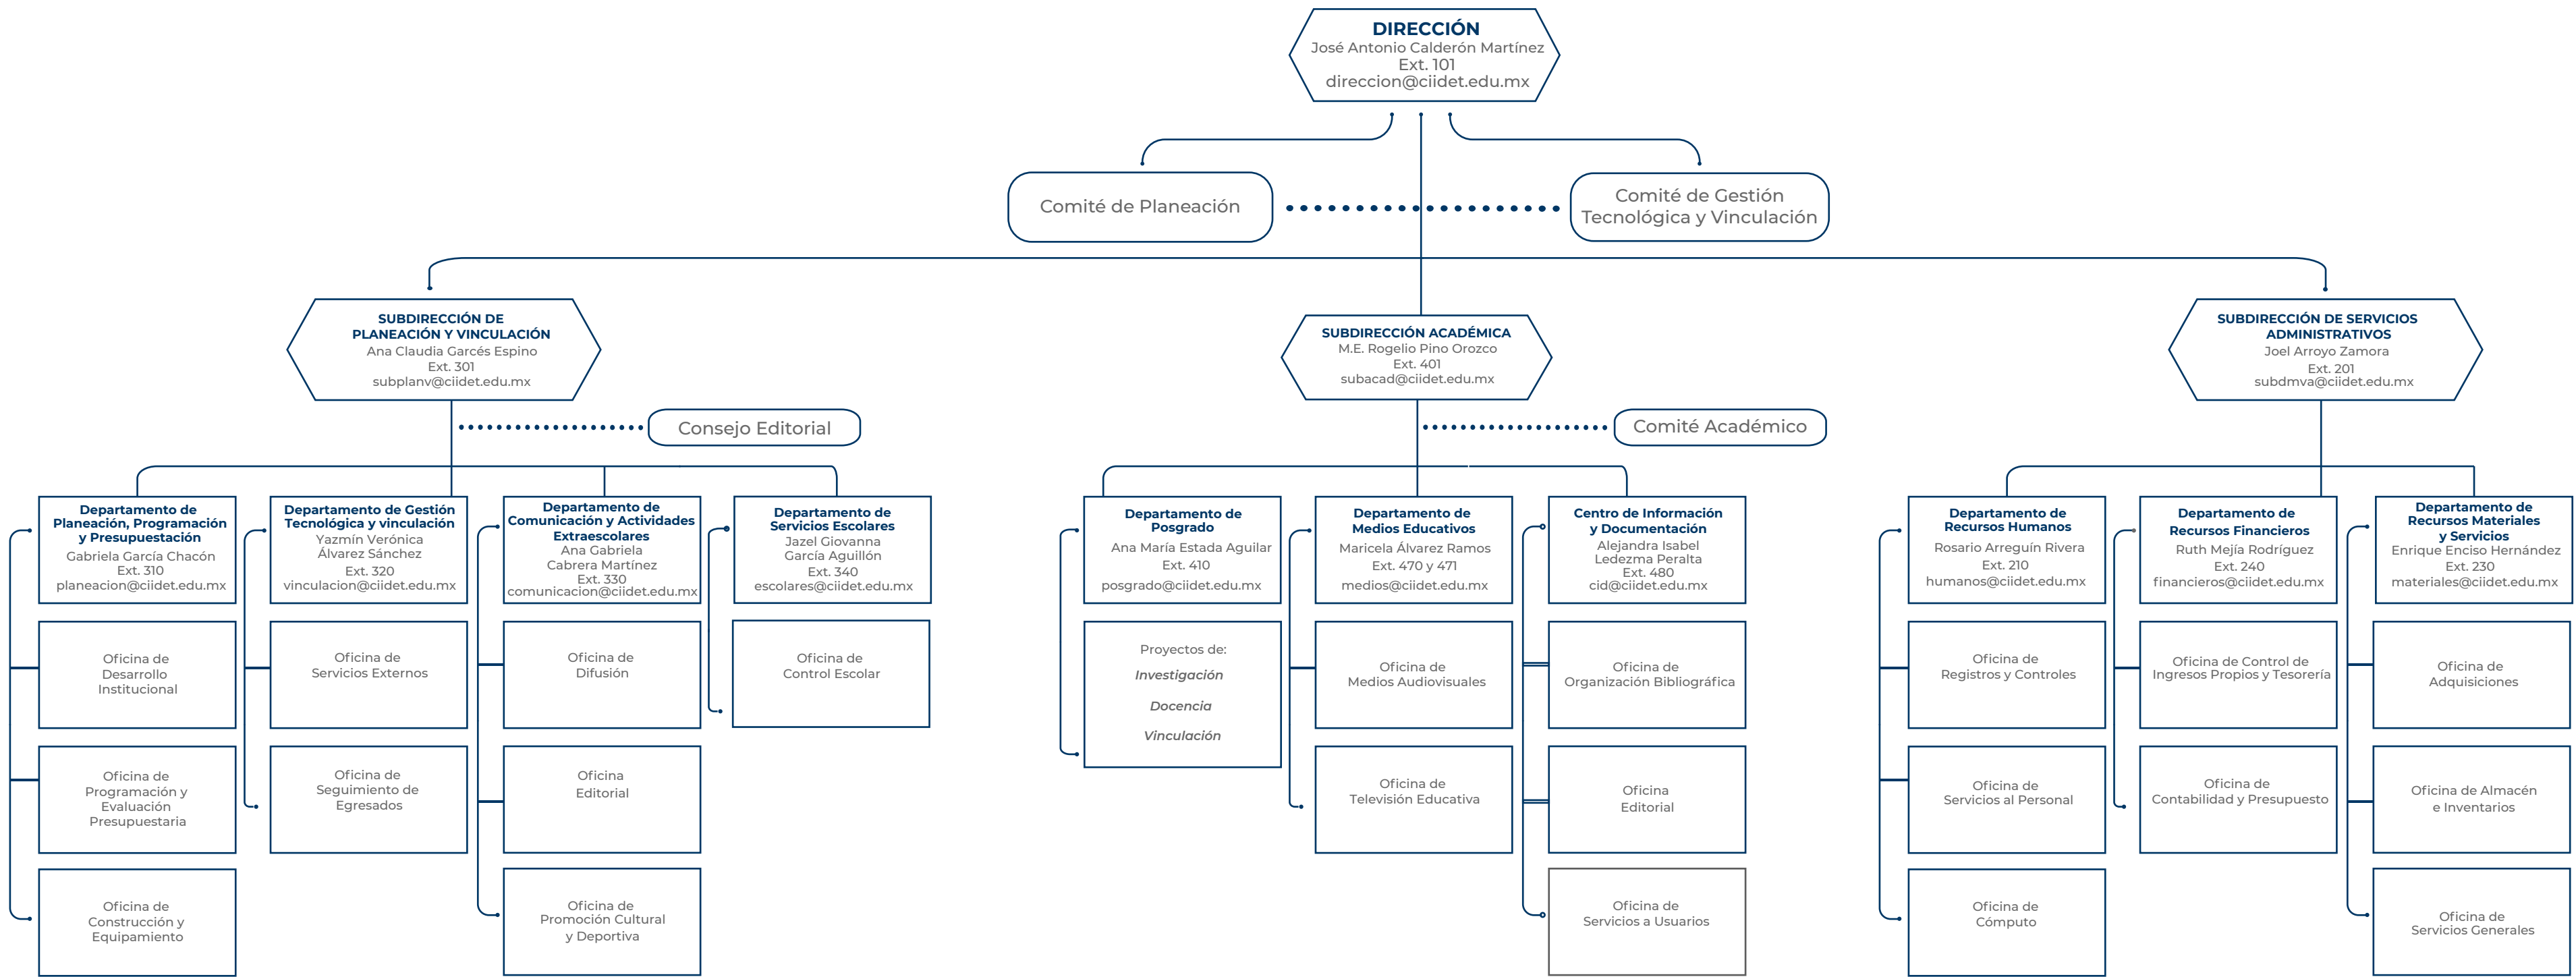 DIRECCIÓN
José Antonio Calderón Martínez
Ext. 101
direccion@ciidet.edu.mx
Comité de Planeación
Comité de Gestión
Tecnológica y Vinculación
SUBDIRECCIÓN DE
PLANEACIÓN Y VINCULACIÓN
Ana Claudia Garcés Espino
Ext. 301
subplanv@ciidet.edu.mx
SUBDIRECCIÓN ACADÉMICA
M.E. Rogelio Pino Orozco
Ext. 401
subacad@ciidet.edu.mx
SUBDIRECCIÓN DE SERVICIOS
ADMINISTRATIVOS
Joel Arroyo Zamora
Ext. 201
subdmva@ciidet.edu.mx
Consejo Editorial
Comité Académico
Departamento de
Planeación, Programación
y Presupuestación
Gabriela García Chacón
Ext. 310
planeacion@ciidet.edu.mx
Departamento de Gestión
Tecnológica y vinculación
Yazmín Verónica
Álvarez Sánchez
Ext. 320
vinculacion@ciidet.edu.mx
Departamento de
Comunicación y Actividades
Extraescolares
Ana Gabriela
Cabrera Martínez
Ext. 330
comunicacion@ciidet.edu.mx
Departamento de
Servicios Escolares
Jazel Giovanna
García Aguillón
Ext. 340
escolares@ciidet.edu.mx
Departamento de
Posgrado
Ana María Estada Aguilar
Ext. 410
posgrado@ciidet.edu.mx
Departamento de
Medios Educativos
Maricela Álvarez Ramos
Ext. 470 y 471
medios@ciidet.edu.mx
Centro de Información
y Documentación
Alejandra Isabel
Ledezma Peralta
Ext. 480
cid@ciidet.edu.mx
Departamento de
Recursos Humanos
Rosario Arreguín Rivera
Ext. 210
humanos@ciidet.edu.mx
Departamento de
Recursos Financieros
Ruth Mejía Rodríguez
Ext. 240
financieros@ciidet.edu.mx
Departamento de
Recursos Materiales
y Servicios
Enrique Enciso Hernández
Ext. 230
materiales@ciidet.edu.mx
Oficina de
Desarrollo
Institucional
Oficina de
Servicios Externos
Oficina de
Difusión
Oficina de
Control Escolar
Proyectos de:
Investigación
Docencia
Vinculación
Oficina de
Medios Audiovisuales
Oficina de
Organización Bibliográfica
Oficina de
Registros y Controles
Oficina de Control de
Ingresos Propios y Tesorería
Oficina de
Adquisiciones
Oficina de
Programación y
Evaluación
Presupuestaria
Oficina de
Seguimiento de
Egresados
Oficina
Editorial
Oficina de
Televisión Educativa
Oficina
Editorial
Oficina de
Servicios al Personal
Oficina de
Contabilidad y Presupuesto
Oficina de Almacén
e Inventarios
Oficina de
Construcción y
Equipamiento
Oficina de
Promoción Cultural
y Deportiva
Oficina de
Servicios a Usuarios
Oficina de
Cómputo
Oficina de
Servicios Generales